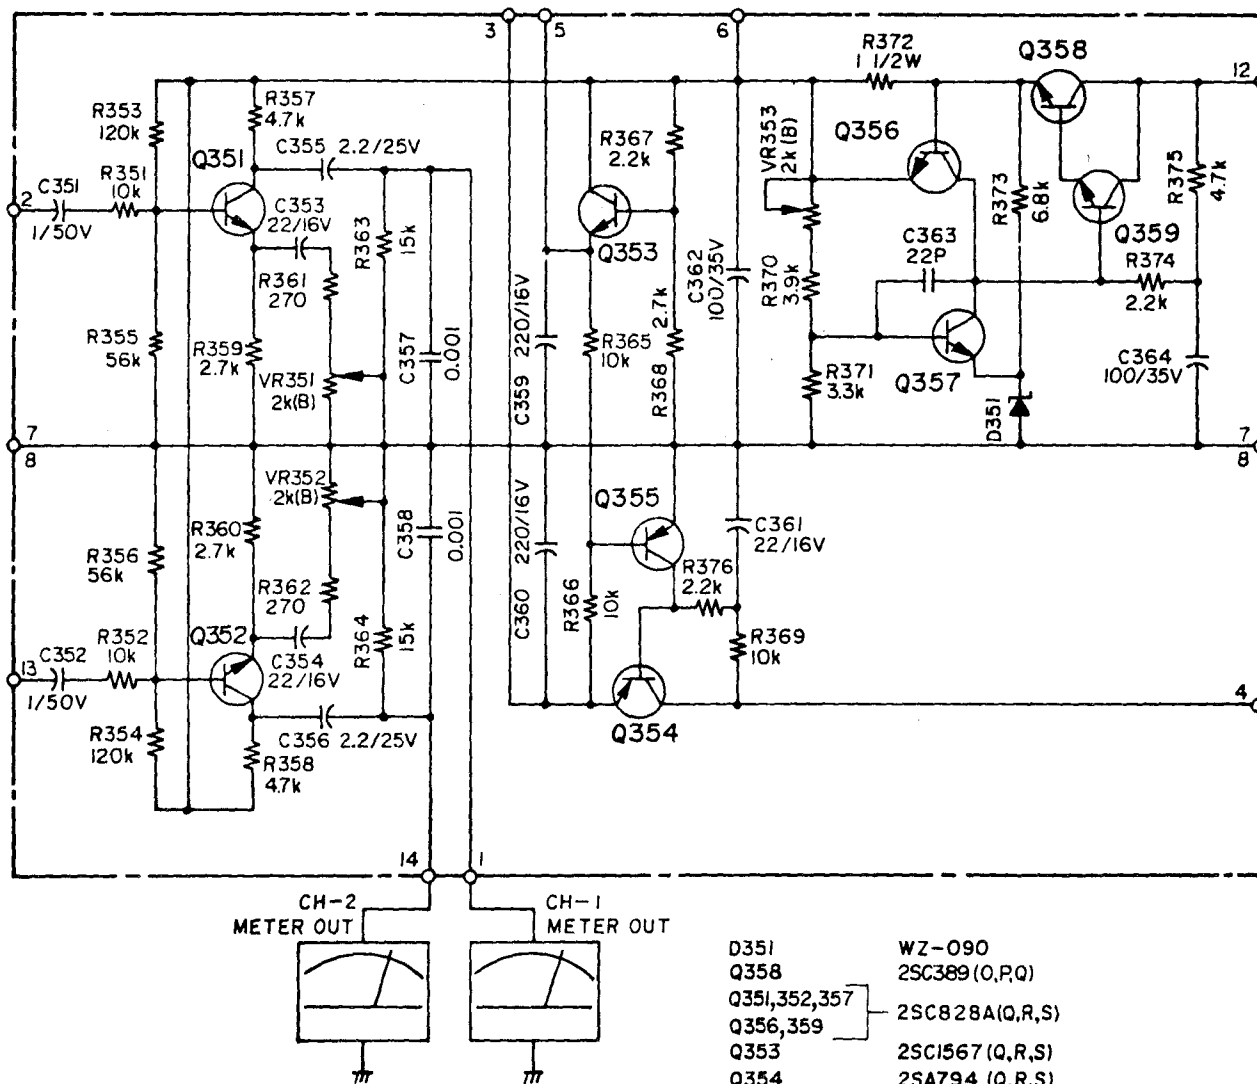 3
5
6
12
R372
1 1/2W
Q358
R353
120k
R357
4.7k
C355 2.2/25V
R367
2.2k
VR353
2k(B)
Q356
R375
4.7k
Q351
R351
10k
C351
2
1/50V
C353
22/16V
R363
15k
Q353
R373
6.8k
Q359
C363
22P
R374
2.2k
C362
100/35V
R370
3.9k
R361
270
R355
56k
R359
2.7k
VR351
2k(B)
C357
0.001
C359
220/16V
R365
10k
R368
2.7k
R371
3.3k
Q357
D351
C364
100/35V
7
8
7
8
VR352
2k(B)
R360
2.7k
C358
0.001
C360
220/16V
Q355
C361
22/16V
R356
56k
R362
270
R376
2.2k
R366
10k
Q352
R352
10k
C352
13
1/50V
C354
22/16V
R364
15k
R369
10k
4
R354
120k
C356 2.2/25V
R358
4.7k
Q354
14
1
CH-2
METER OUT
CH-1
METER OUT
D351 WZ-090
Q358 2SC389(O,P,Q)
Q351,352,357
2SC828A(Q,R,S)
Q356,359
Q353 2SC1567(Q,R,S)
Q354 2SA794 (Q,R,S)